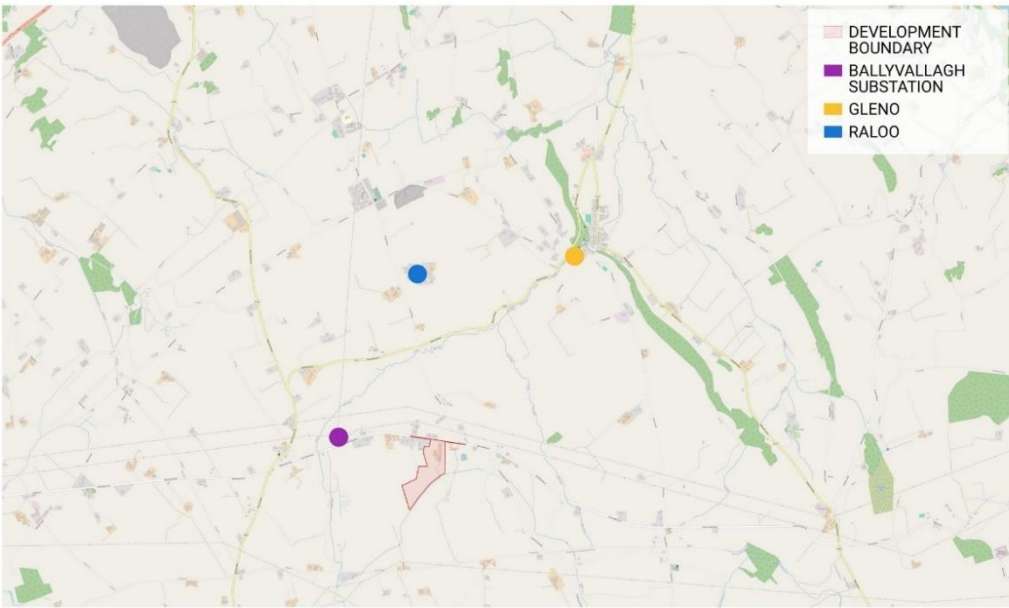 DEVELOPMENT
BOUNDARY
BALLYVALLAGH
SUBSTATION
GLENO
RALOO